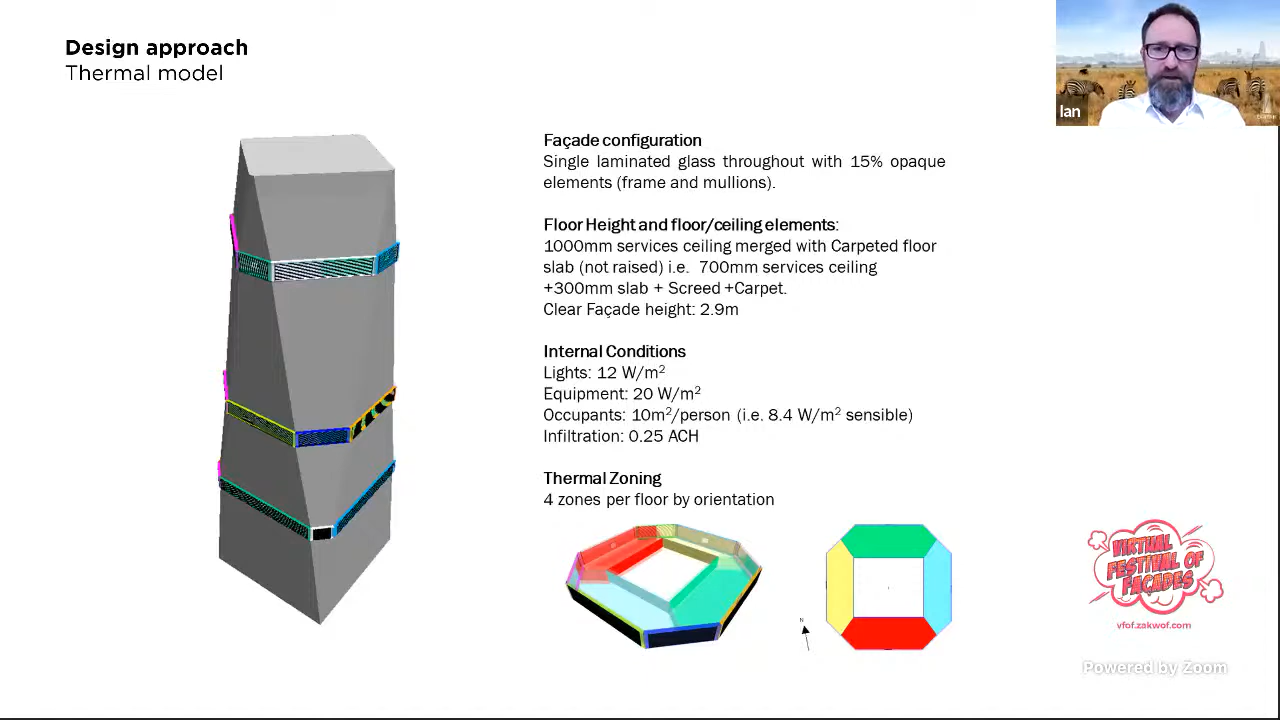 Design approach
Thermal model
Ian
Façade configuration
Single laminated glass throughout with 15% opaque
elements (frame and mullions).
Floor Height and floor/ceiling elements:
1000mm services ceiling merged with Carpeted floor
slab (not raised) i.e. 700mm services ceiling
+300mm slab + Screed +Carpet.
Clear Façade height: 2.9m
Internal Conditions
Lights: 12 W/m²
Equipment: 20 W/m²
Occupants: 10m²/person (i.e. 8.4 W/m² sensible)
Infiltration: 0.25 ACH
Thermal Zoning
4 zones per floor by orientation
N
VIRTUAL
FESTIVAL OF
FAÇADES
vfof.zakwof.com
Powered by Zoom